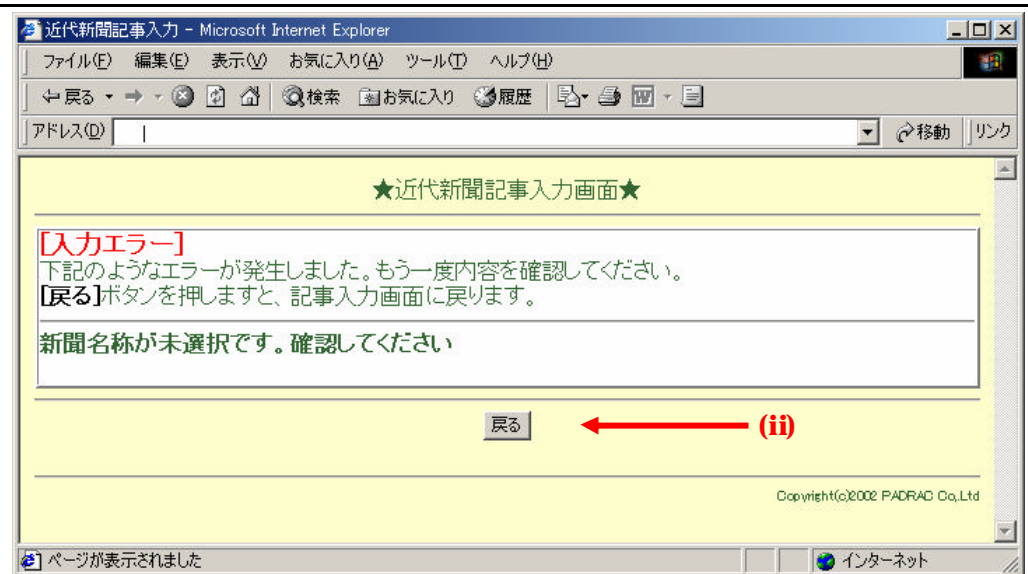 近代新聞記事入力 - Microsoft Internet Explorer
ファイル(F) 編集(E) 表示(V) お気に入り(A) ツール(T) ヘルプ(H)
戻る 検索 お気に入り 履歴
アドレス(D) 移動 リンク
★近代新聞記事入力画面★
[入力エラー]
下記のようなエラーが発生しました。もう一度内容を確認してください。
[戻る]ボタンを押しますと、記事入力画面に戻ります。
新聞名称が未選択です。確認してください
戻る (ii)
Copyright(c)2002 PADRAC Co,Ltd
ページが表示されました インターネット